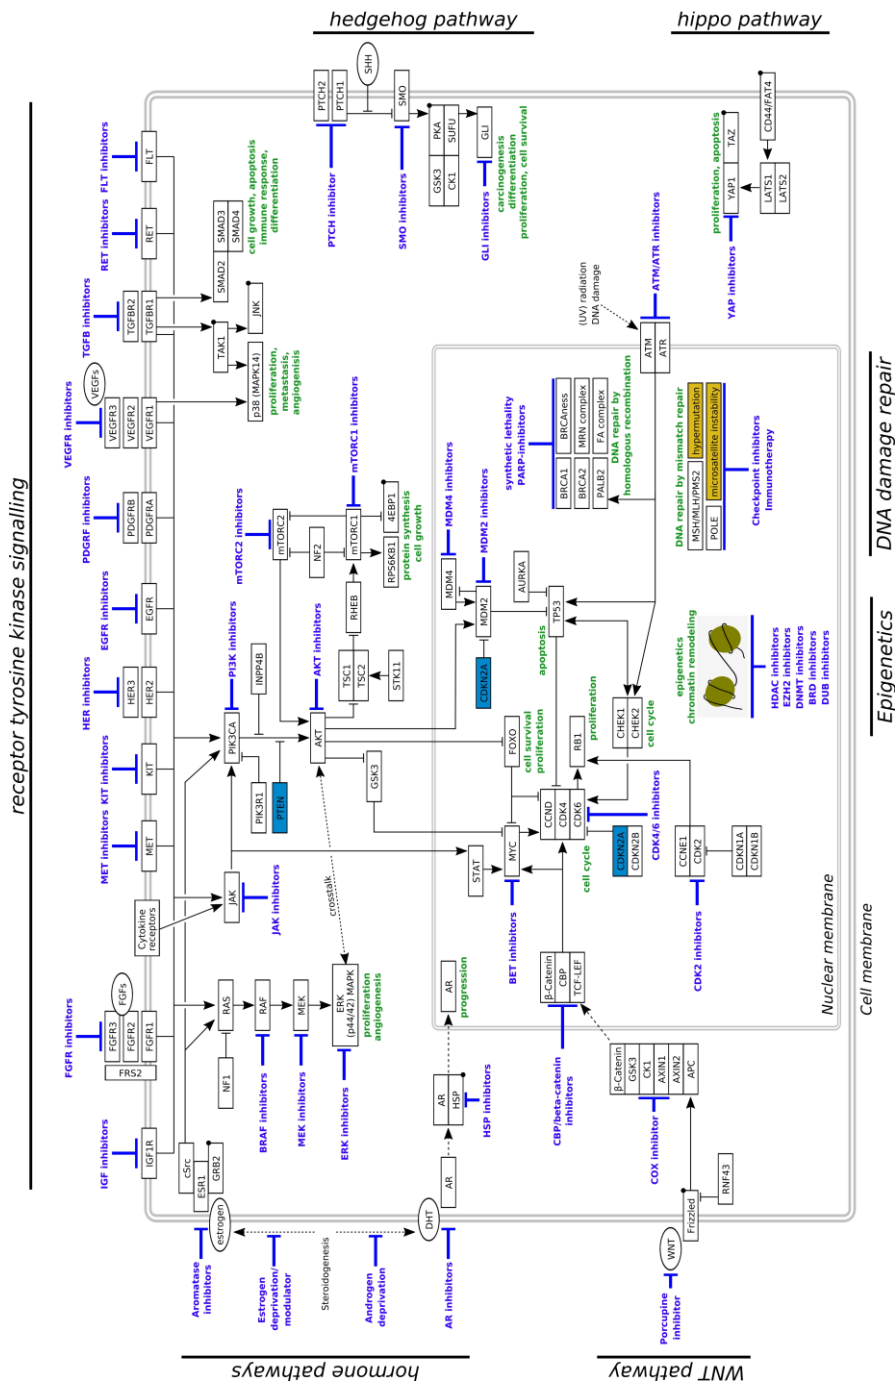 receptor tyrosine kinase signalling
IGF inhibitors
FGFR inhibitors
MET inhibitors
KIT inhibitors
HER inhibitors
EGFR inhibitors
PDGRF inhibitors
VEGFR inhibitors
TGFB inhibitors
RET inhibitors
FLT inhibitors
IGF1R
FRS2
FGFR3
FGFR2
FGFR1
FGFs
Cytokine
receptors
MET
KIT
HER3
HER2
EGFR
PDGFRB
PDGFRA
VEGFR3
VEGFR2
VEGFR1
VEGFs
TGFBR2
TGFBR1
RET
FLT
hormone pathways
Aromatase
inhibitors
estrogen
cSrc
ESR1
GRB2
Estrogen
deprivation/
modulator
Steroidogenesis
Androgen
deprivation
DHT
AR inhibitors
NF1
RAS
RAF
BRAF inhibitors
MEK
MEK inhibitors
ERK
(p44/42) MAPK
ERK inhibitors
proliferation
angiogenesis
crosstalk
JAK
JAK inhibitors
PIK3CA
PI3K inhibitors
PIK3R1
INPP4B
PTEN
AKT
AKT inhibitors
GSK3
TSC1
TSC2
STK11
RHEB
mTORC2 inhibitors
mTORC2
NF2
mTORC1
mTORC1 inhibitors
RPS6KB1
4EBP1
protein synthesis
cell growth
TAK1
p38 (MAPK14)
JNK
proliferation,
metastasis,
angiogenisis
SMAD2
SMAD3
SMAD4
cell growth, apoptosis
immune response,
differentiation
hedgehog pathway
PTCH2
PTCH1
SHH
PTCH inhibitor
SMO
SMO inhibitors
GSK3
PKA
CK1
SUFU
GLI
GLI inhibitors
carcinogenesis
differentiation
proliferation, cell survival
AR
AR
HSP
HSP inhibitors
AR
progression
STAT
MYC
BET inhibitors
FOXO
cell survival
proliferation
CDKN2A
MDM4 inhibitors
MDM4
MDM2
MDM2 inhibitors
AURKA
TP53
apoptosis
CCND
CDK4
CDK6
cell cycle
RB1
proliferation
CHEK1
CHEK2
cell cycle
CDKN2A
CDKN2B
CDK4/6 inhibitors
CCNE1
CDK2
CDK2 inhibitors
CDKN1A
CDKN1B
β-Catenin
CBP
TCF-LEF
CBP/beta-catenin
inhibitors
synthetic lethality
PARP-inhibitors
BRCA1
BRCAness
BRCA2
MRN complex
PALB2
FA complex
DNA repair by
homologous recombination
(UV) radiation
DNA damage
ATM
ATR
ATM/ATR inhibitors
DNA repair by mismatch repair
MSH/MLH/PMS2
hypermutation
POLE
microsatellite instability
Checkpoint inhibitors
Immunotherapy
DNA damage repair
epigenetics
chromatin remodeling
HDAC inhibitors
EZH2 inhibitors
DNMT inhibitors
BRD inhibitors
DUB inhibitors
Epigenetics
hippo pathway
proliferation, apoptosis
YAP1
TAZ
YAP inhibitors
LATS1
LATS2
CD44/FAT4
WNT pathway
Porcupine
inhibitor
WNT
Frizzled
RNF43
β-Catenin
GSK3
CK1
AXIN1
AXIN2
APC
COX inhibitor
Nuclear membrane
Cell membrane